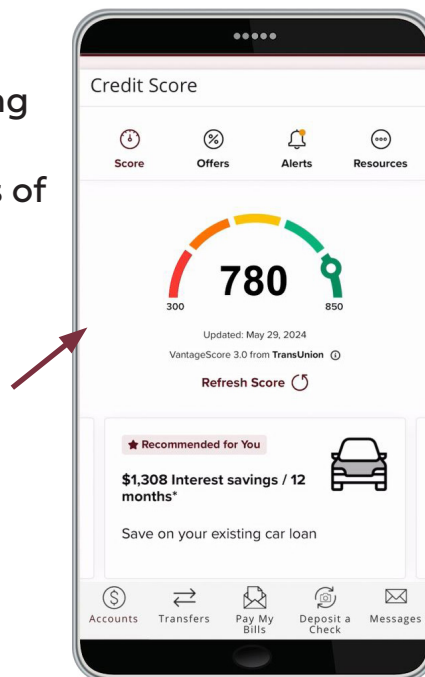 ng
s of
Credit Score
Score Offers Alerts Resources
780
300 850
Updated: May 29, 2024
VantageScore 3.0 from TransUnion
Refresh Score
Recommended for You
$1,308 Interest savings / 12
months*
Save on your existing car loan
Accounts Transfers Pay My Bills Deposit a Check Messages